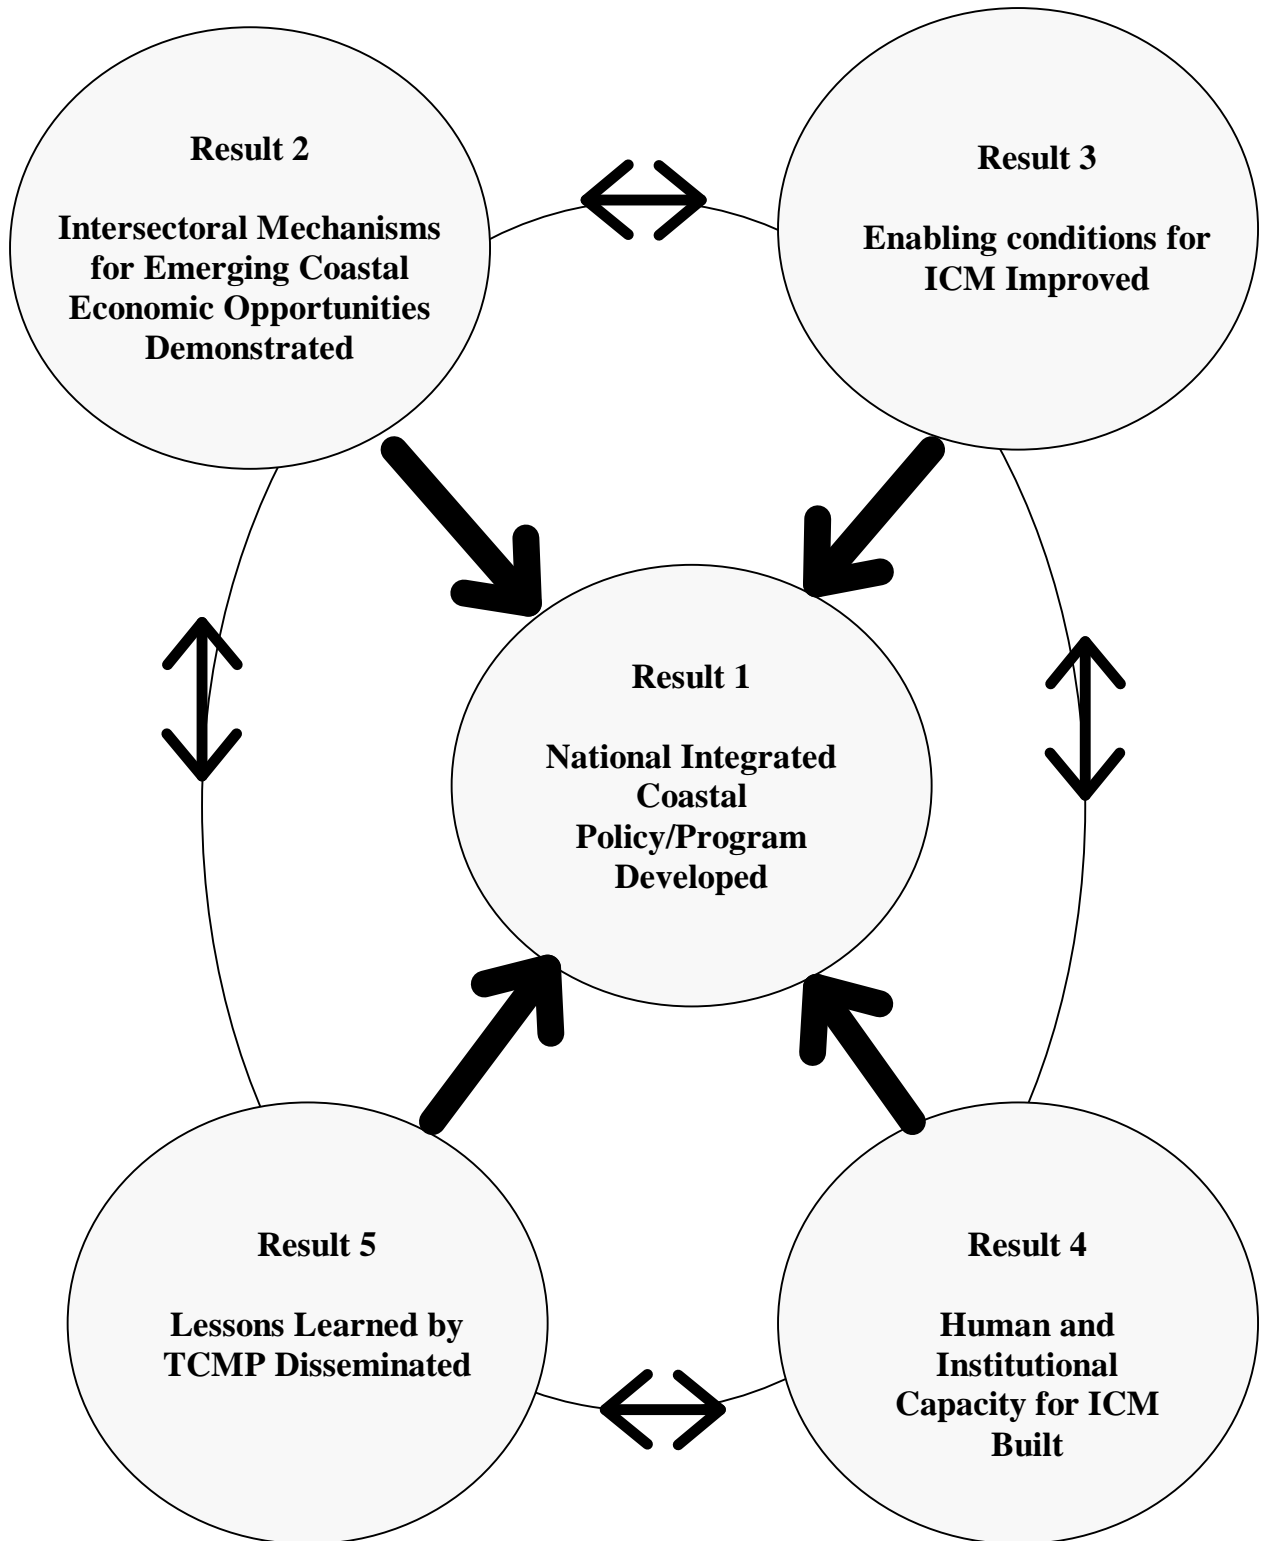 Result 2
Intersectoral Mechanisms
for Emerging Coastal
Economic Opportunities
Demonstrated
Result 3
Enabling conditions for
ICM Improved
Result 1
National Integrated
Coastal
Policy/Program
Developed
Result 5
Lessons Learned by
TCMP Disseminated
Result 4
Human and
Institutional
Capacity for ICM
Built